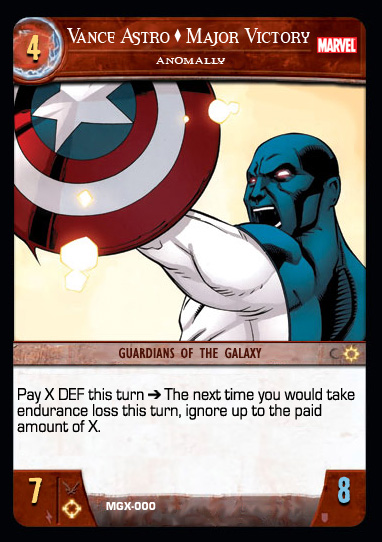 4
Vance Astro ♦ Major Victory
MARVEL
ANOMALLY
GUARDIANS OF THE GALAXY
C
Pay X DEF this turn ➔ The next time you would take
endurance loss this turn, ignore up to the paid
amount of X.
7
MGX-000
8